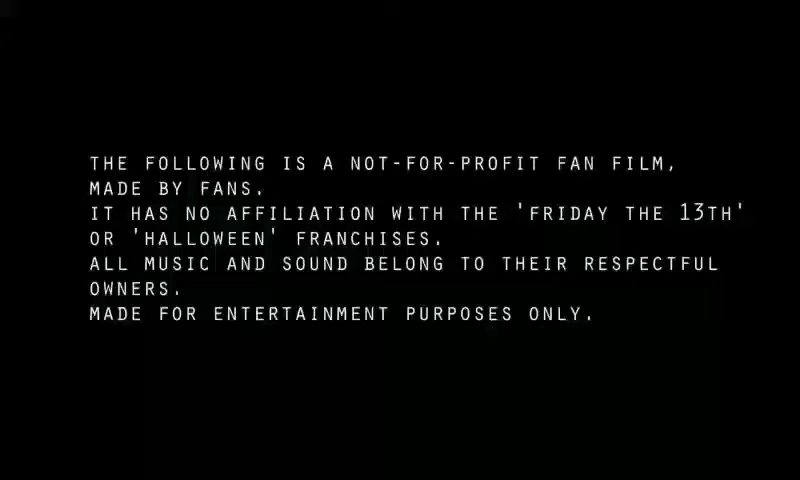 THE FOLLOWING IS A NOT-FOR-PROFIT FAN FILM,
MADE BY FANS.
IT HAS NO AFFILIATION WITH THE 'FRIDAY THE 13TH'
OR 'HALLOWEEN' FRANCHISES.
ALL MUSIC AND SOUND BELONG TO THEIR RESPECTFUL
OWNERS.
MADE FOR ENTERTAINMENT PURPOSES ONLY.